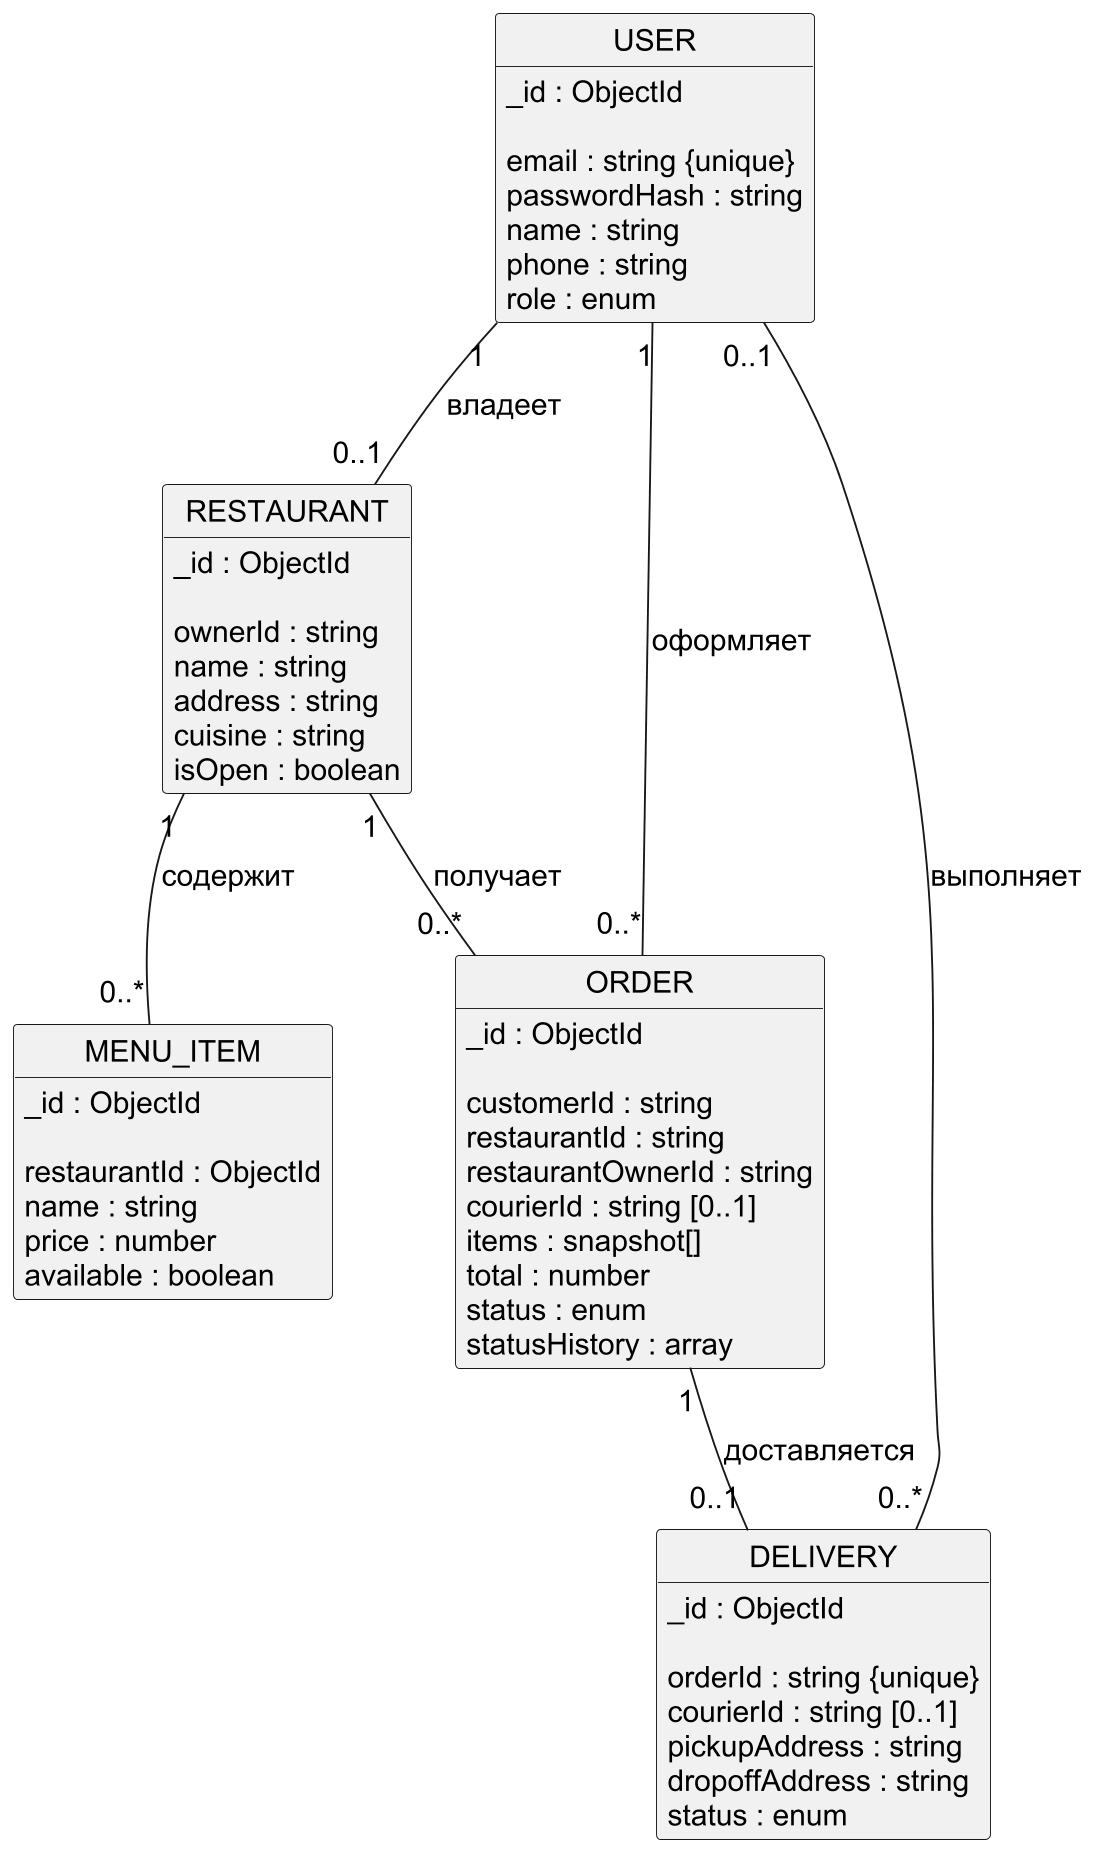 USER
_id : ObjectId
email : string {unique}
passwordHash : string
name : string
phone : string
role : enum
1
1
0..1
владеет
0..1
RESTAURANT
_id : ObjectId
ownerId : string
name : string
address : string
cuisine : string
isOpen : boolean
оформляет
1
1
содержит
получает
выполняет
0..*
0..*
0..*
ORDER
_id : ObjectId
customerId : string
restaurantId : string
restaurantOwnerId : string
courierId : string [0..1]
items : snapshot[]
total : number
status : enum
statusHistory : array
MENU_ITEM
_id : ObjectId
restaurantId : ObjectId
name : string
price : number
available : boolean
1
доставляется
0..1
0..*
DELIVERY
_id : ObjectId
orderId : string {unique}
courierId : string [0..1]
pickupAddress : string
dropoffAddress : string
status : enum